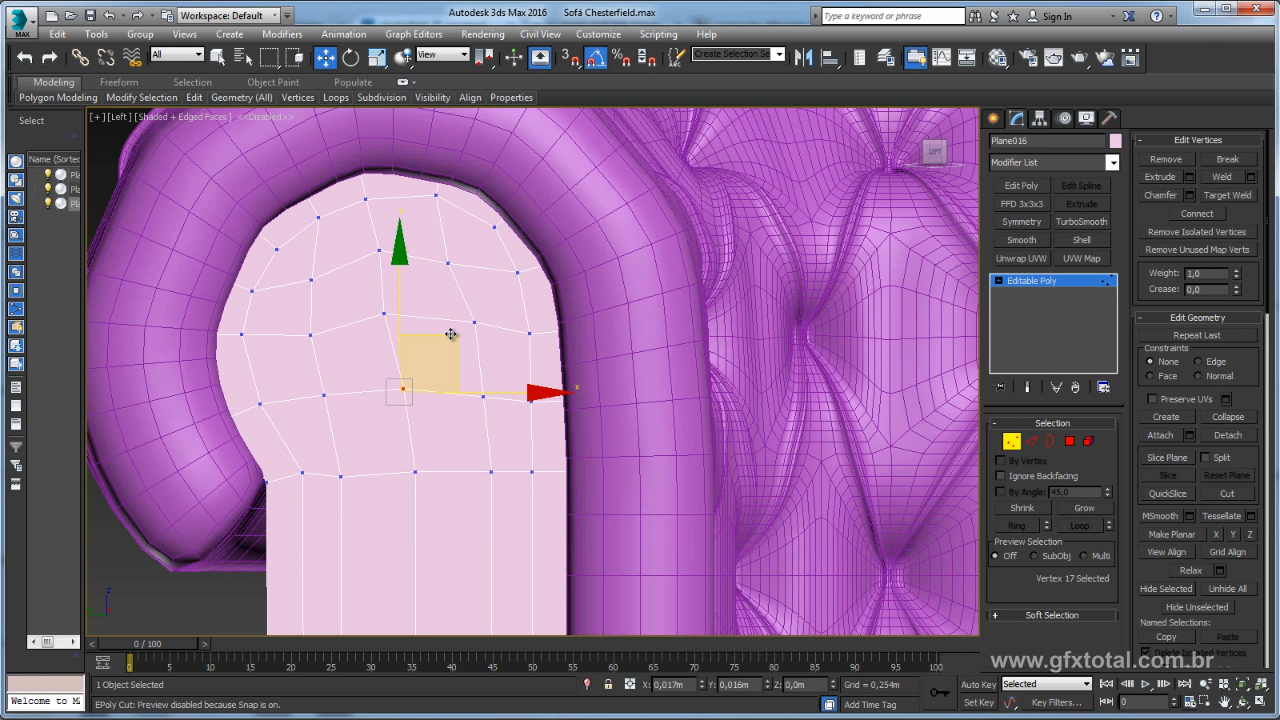 MAX
Workspace: Default
Autodesk 3ds Max 2016 Sofá Chesterfield.max
Type a keyword or phrase
Sign In
Edit Tools Group Views Create Modifiers Animation Graph Editors Rendering Civil View Customize Scripting Help
All
View
Create Selection Se
Modeling Freeform Selection Object Paint Populate
Polygon Modeling Modify Selection Edit Geometry (All) Vertices Loops Subdivision Visibility Align Properties
Select
Name (Sorted
Pla
Pla
Pla
[+] [Left] [Shaded + Edged Faces ] <<Disabled>>
LEFT
y
x
z
Plane016
Modifier List
Edit Poly Edit Spline
FFD 3x3x3 Extrude
Symmetry TurboSmooth
Smooth Shell
Unwrap UVW UVW Map
Editable Poly
Selection
By Vertex
Ignore Backfacing
By Angle: 45,0
Shrink Grow
Ring Loop
Preview Selection
Off SubObj Multi
Vertex 17 Selected
Soft Selection
Edit Vertices
Remove Break
Extrude Weld
Chamfer Target Weld
Connect
Remove Isolated Vertices
Remove Unused Map Verts
Weight: 1,0
Crease: 0,0
Edit Geometry
Repeat Last
Constraints
None Edge
Face Normal
Preserve UVs
Create Collapse
Attach Detach
Slice Plane Split
Slice Reset Plane
QuickSlice Cut
MSmooth Tessellate
Make Planar X Y Z
View Align Grid Align
Relax
Hide Selected Unhide All
Hide Unselected
Named Selections:
Copy Paste
Delete Isolated Vertices
www.gfxtotal.com.br
0 / 100
0 5 10 15 20 25 30 35 40 45 50 55 60 65 70 75 80 85 90 95 100
1 Object Selected
X: 0,017m Y: 0,016m Z: 0,0m
Grid = 0,254m
Auto Key Selected
Welcome to M
EPoly Cut: Preview disabled because Snap is on.
Add Time Tag
Set Key Key Filters...
0